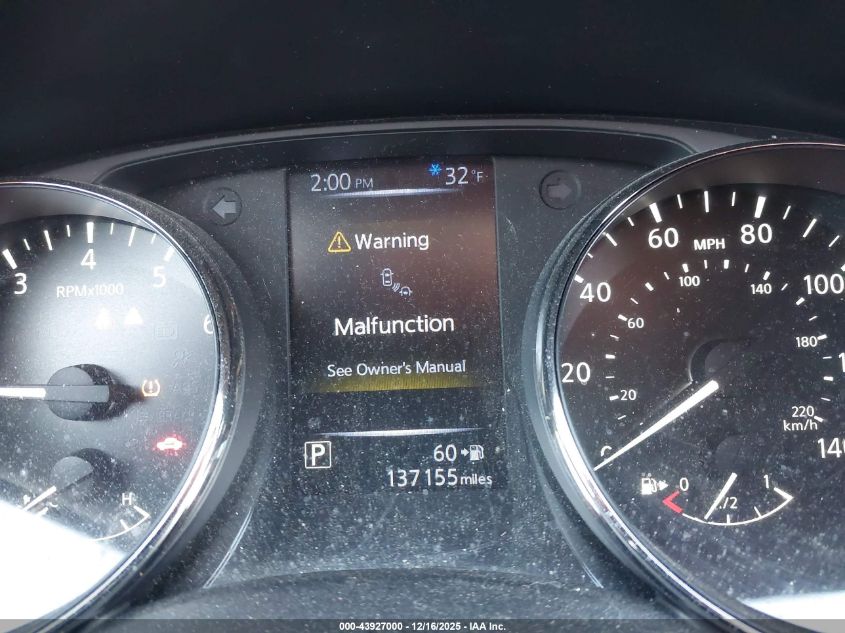 2:00 PM 32°F
Warning
Malfunction
See Owner's Manual
P 60
137155 miles
3 4 5 6
RPMx1000
H
0 20 40 60 80 100 140
MPH
20 60 100 140 180 220
km/h
0 1/2 1
000-43927000 - 12/16/2025 - IAA Inc.